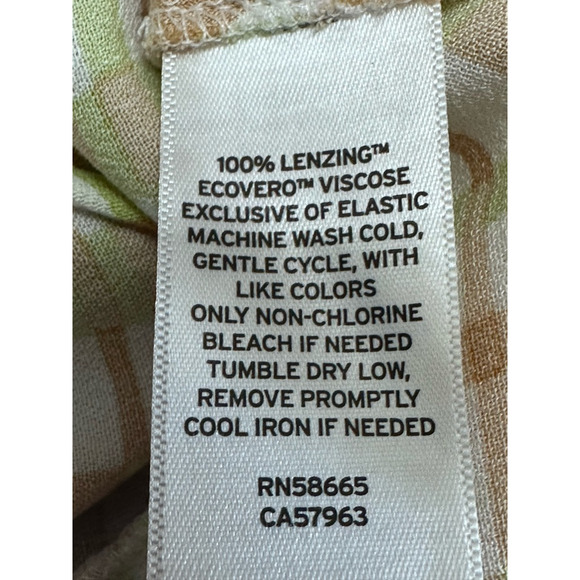 100% LENZING™
ECOVERO™ VISCOSE
EXCLUSIVE OF ELASTIC
MACHINE WASH COLD,
GENTLE CYCLE, WITH
LIKE COLORS
ONLY NON-CHLORINE
BLEACH IF NEEDED
TUMBLE DRY LOW,
REMOVE PROMPTLY
COOL IRON IF NEEDED
RN58665
CA57963